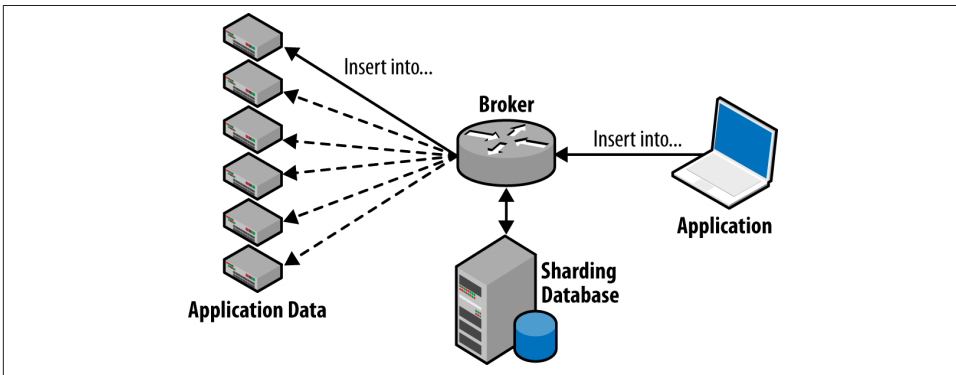 Insert into...
Broker
Insert into...
Application
Sharding
Database
Application Data